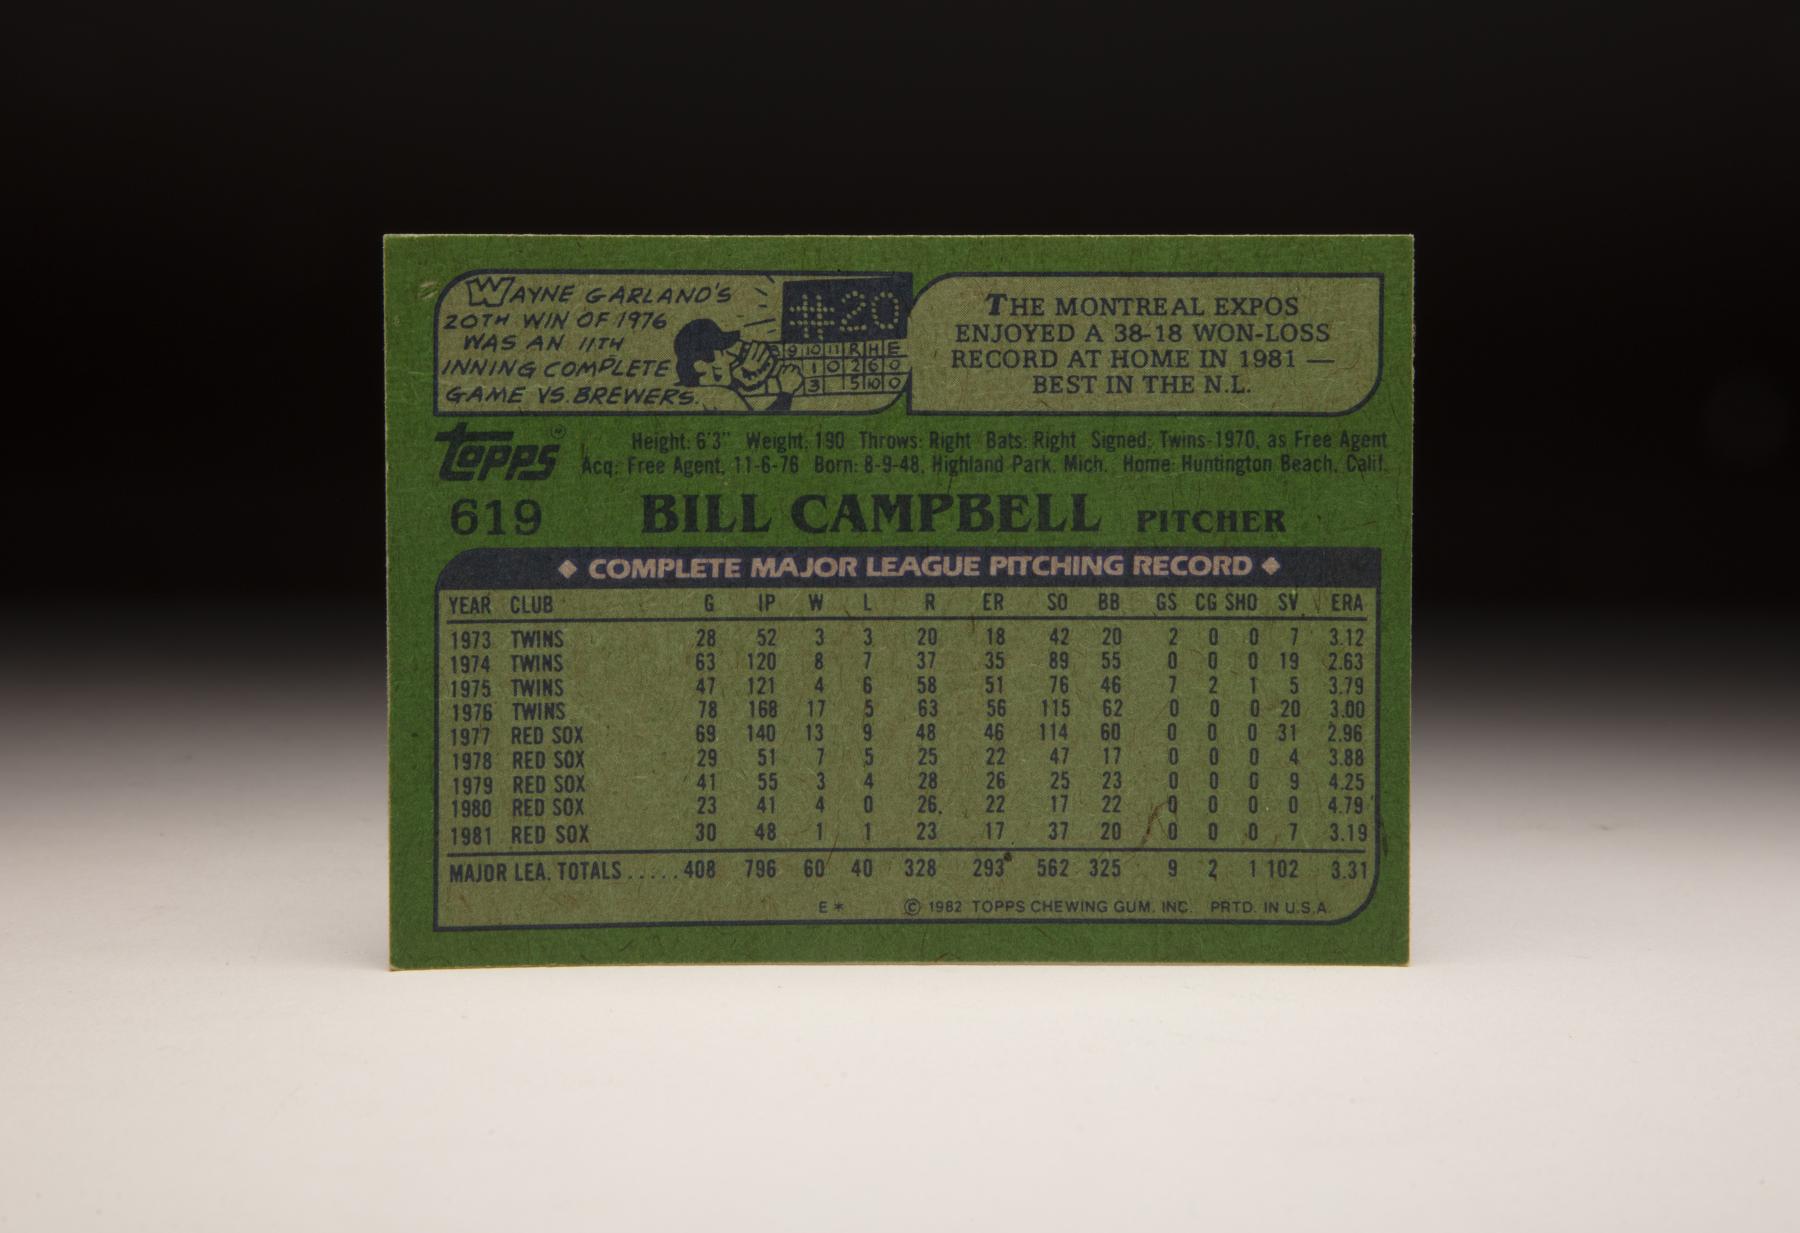 WAYNE GARLAND'S
20TH WIN OF 1976
WAS AN 11TH
INNING COMPLETE
GAME VS. BREWERS.
#20
9 10 11 R H E
1 0 2 6 0
3 5 10 0
THE MONTREAL EXPOS
ENJOYED A 38-18 WON-LOSS
RECORD AT HOME IN 1981 —
BEST IN THE N.L.
TOPPS
Height: 6'3" Weight: 190 Throws: Right Bats: Right Signed: Twins-1970, as Free Agent
Acq: Free Agent, 11-6-76 Born: 8-9-48, Highland Park, Mich. Home: Huntington Beach, Calif.
619 BILL CAMPBELL PITCHER
COMPLETE MAJOR LEAGUE PITCHING RECORD
YEAR CLUB G IP W L R ER SO BB GS CG SHO SV ERA
1973 TWINS 28 52 3 3 20 18 42 20 2 0 0 7 3.12
1974 TWINS 63 120 8 7 37 35 89 55 0 0 0 19 2.63
1975 TWINS 47 121 4 6 58 51 76 46 7 2 1 5 3.79
1976 TWINS 78 168 17 5 63 56 115 62 0 0 0 20 3.00
1977 RED SOX 69 140 13 9 48 46 114 60 0 0 0 31 2.96
1978 RED SOX 29 51 7 5 25 22 47 17 0 0 0 4 3.88
1979 RED SOX 41 55 3 4 28 26 25 23 0 0 0 9 4.25
1980 RED SOX 23 41 4 0 26 22 17 22 0 0 0 0 4.79
1981 RED SOX 30 48 1 1 23 17 37 20 0 0 0 7 3.19
MAJOR LEA. TOTALS.....408 796 60 40 328 293 562 325 9 2 1 102 3.31
E* © 1982 TOPPS CHEWING GUM, INC. PRTD. IN U.S.A.